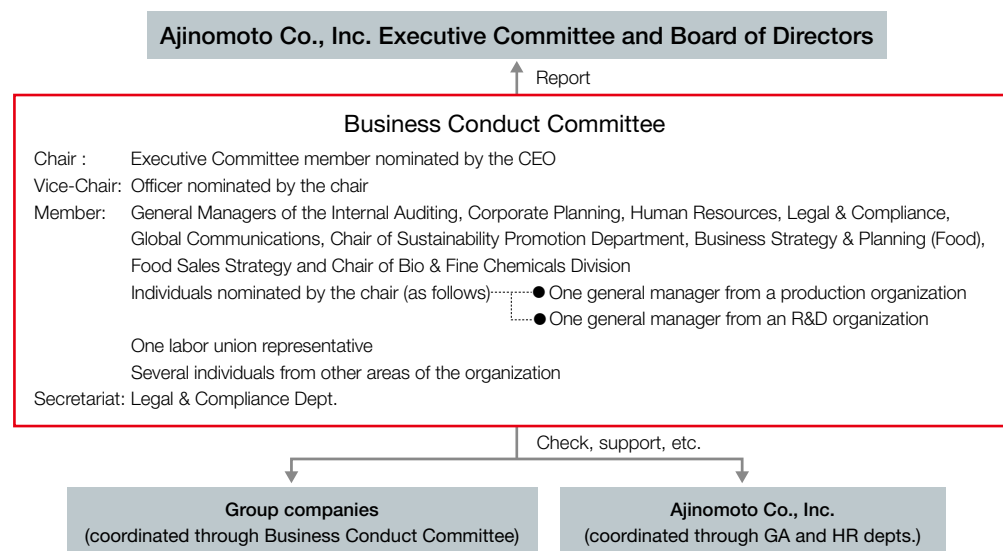 Ajinomoto Co., Inc. Executive Committee and Board of Directors
Report
Business Conduct Committee
Chair : Executive Committee member nominated by the CEO
Vice-Chair: Officer nominated by the chair
Member: General Managers of the Internal Auditing, Corporate Planning, Human Resources, Legal & Compliance,
Global Communications, Chair of Sustainability Promotion Department, Business Strategy & Planning (Food),
Food Sales Strategy and Chair of Bio & Fine Chemicals Division
Individuals nominated by the chair (as follows) ● One general manager from a production organization
● One general manager from an R&D organization
One labor union representative
Several individuals from other areas of the organization
Secretariat: Legal & Compliance Dept.
Check, support, etc.
Group companies
(coordinated through Business Conduct Committee)
Ajinomoto Co., Inc.
(coordinated through GA and HR depts.)